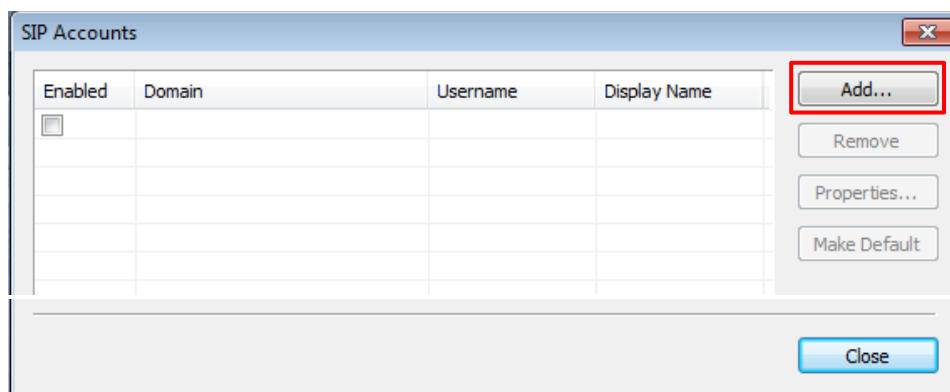 SIP Accounts
Enabled Domain Username Display Name
Add...
Remove
Properties...
Make Default
Close